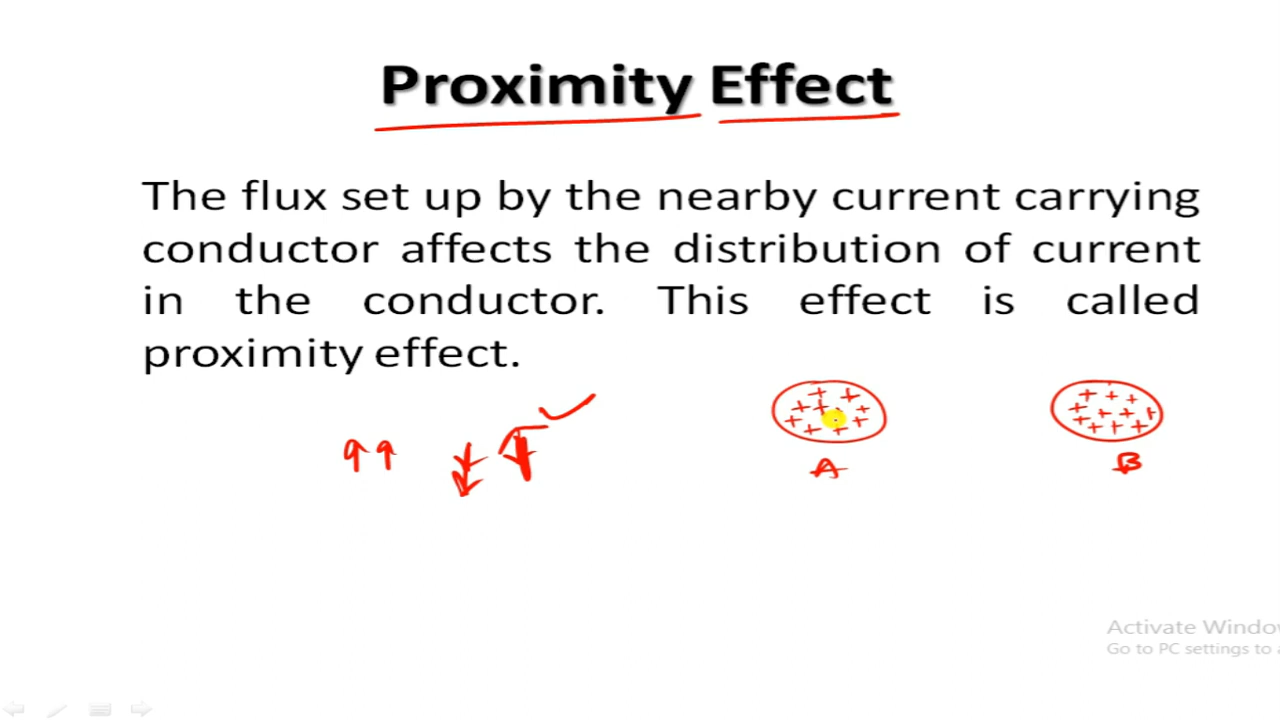 Proximity Effect
The flux set up by the nearby current carrying
conductor affects the distribution of current
in the conductor. This effect is called
proximity effect.
A
B
Activate Window
Go to PC settings to a